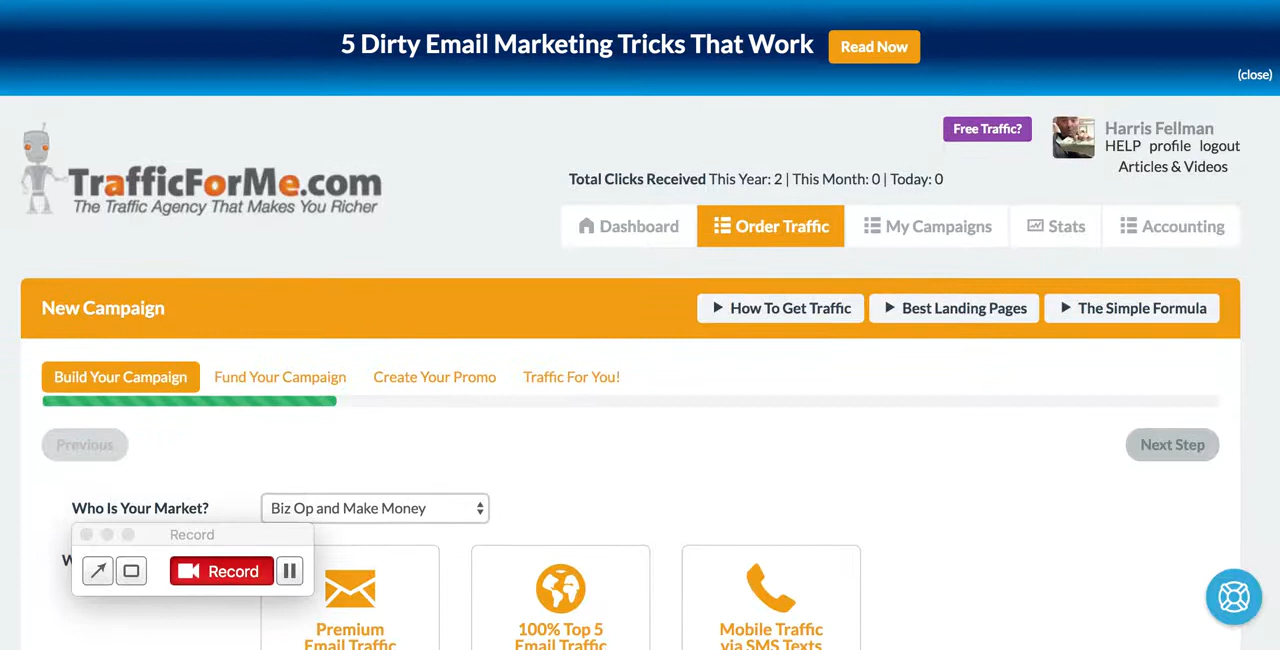 5 Dirty Email Marketing Tricks That Work Read Now
(close)
Free Traffic?
Harris Fellman
HELP profile logout
Articles & Videos
TrafficForMe.com
The Traffic Agency That Makes You Richer
Total Clicks Received This Year: 2 | This Month: 0 | Today: 0
Dashboard Order Traffic My Campaigns Stats Accounting
New Campaign How To Get Traffic Best Landing Pages The Simple Formula
Build Your Campaign Fund Your Campaign Create Your Promo Traffic For You!
Previous Next Step
Who Is Your Market? Biz Op and Make Money
Record
Record
Premium
Email Traffic
100% Top 5
Email Traffic
Mobile Traffic
via SMS Texts